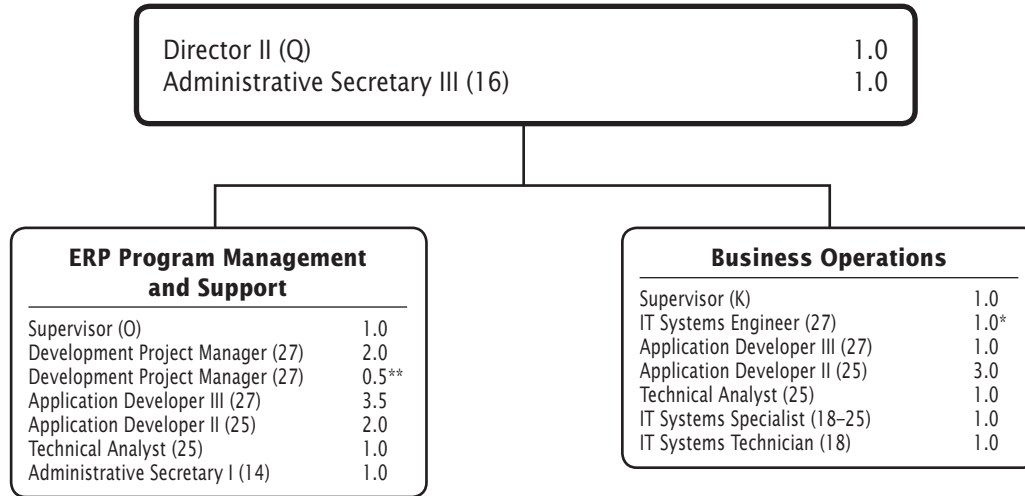 Director II (Q) 1.0
Administrative Secretary III (16) 1.0
ERP Program Management
and Support
Supervisor (O) 1.0
Development Project Manager (27) 2.0
Development Project Manager (27) 0.5**
Application Developer III (27) 3.5
Application Developer II (25) 2.0
Technical Analyst (25) 1.0
Administrative Secretary I (14) 1.0
Business Operations
Supervisor (K) 1.0
IT Systems Engineer (27) 1.0*
Application Developer III (27) 1.0
Application Developer II (25) 3.0
Technical Analyst (25) 1.0
IT Systems Specialist (18–25) 1.0
IT Systems Technician (18) 1.0